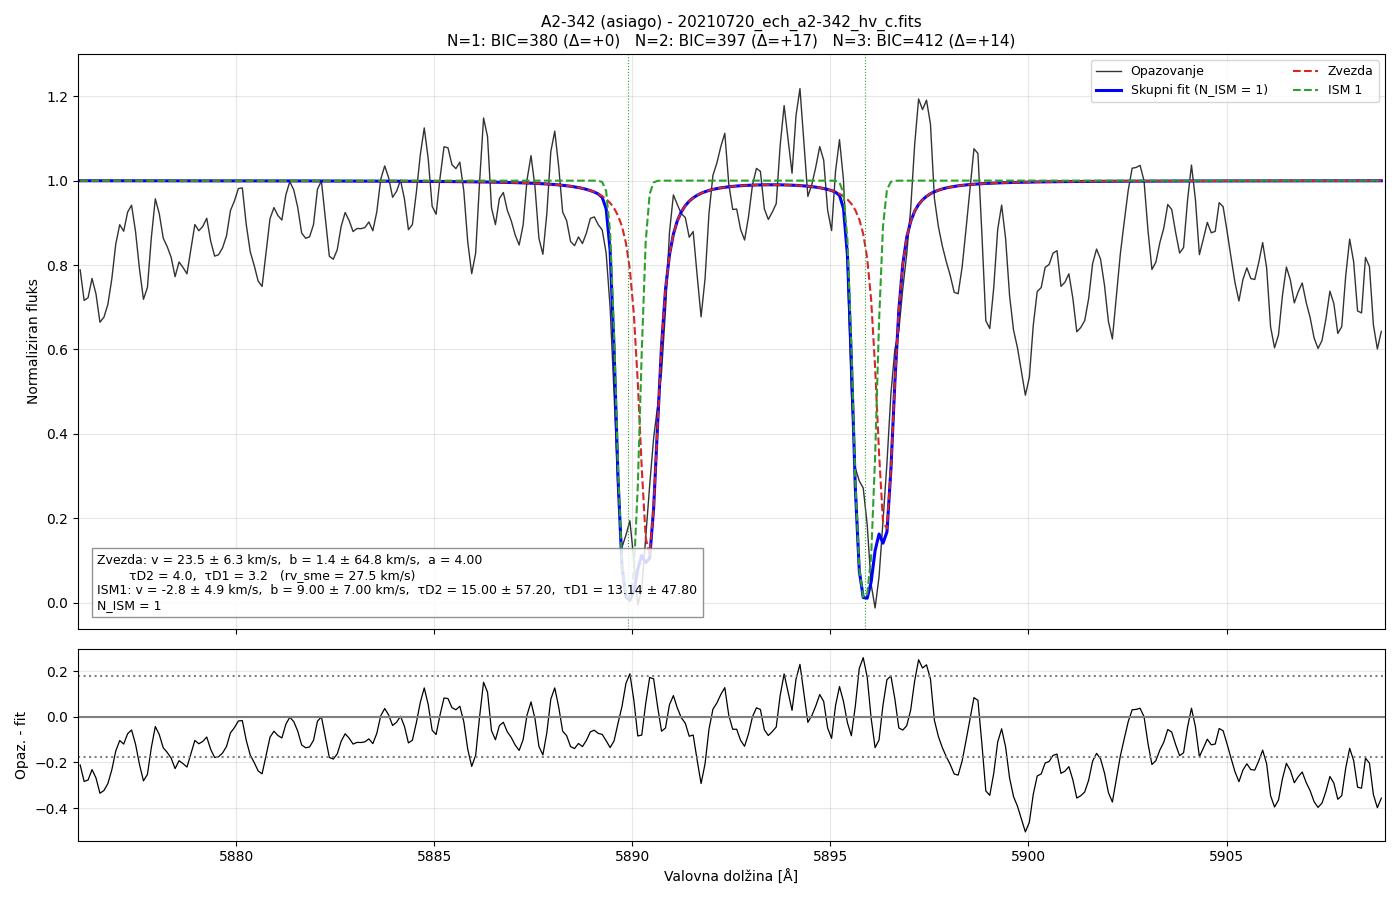 A2-342 (asiago) - 20210720_ech_a2-342_hv_c.fits
N=1: BIC=380 (Δ=+0)   N=2: BIC=397 (Δ=+17)   N=3: BIC=412 (Δ=+14)
Opazovanje
Skupni fit (N_ISM = 1)
Zvezda
ISM 1
Normaliziran fluks
1.2
1.0
0.8
0.6
0.4
0.2
0.0
Zvezda: v = 23.5 ± 6.3 km/s,  b = 1.4 ± 64.8 km/s,  a = 4.00
τD2 = 4.0,  τD1 = 3.2   (rv_sme = 27.5 km/s)
ISM1: v = -2.8 ± 4.9 km/s,  b = 9.00 ± 7.00 km/s,  τD2 = 15.00 ± 57.20,  τD1 = 13.14 ± 47.80
N_ISM = 1
Opaz. - fit
0.2
0.0
−0.2
−0.4
5880
5885
5890
5895
5900
5905
Valovna dolžina [Å]